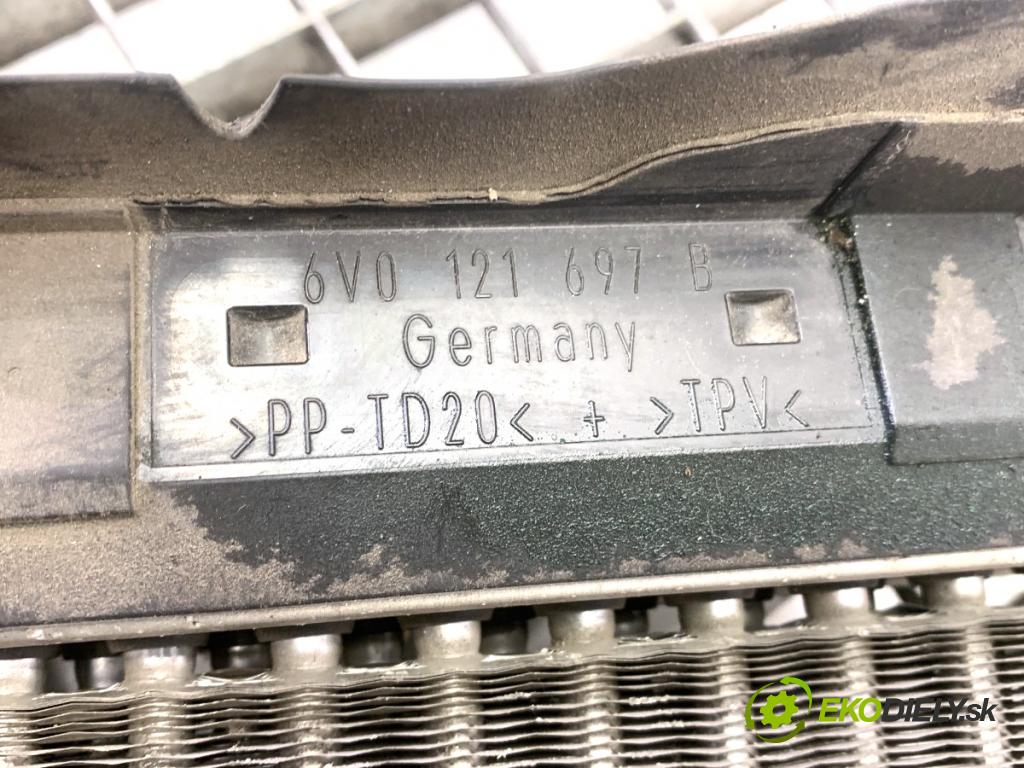 6V0 121 697 B
Germany
>PP-TD20< + >TPV<
EKODIELY.sk